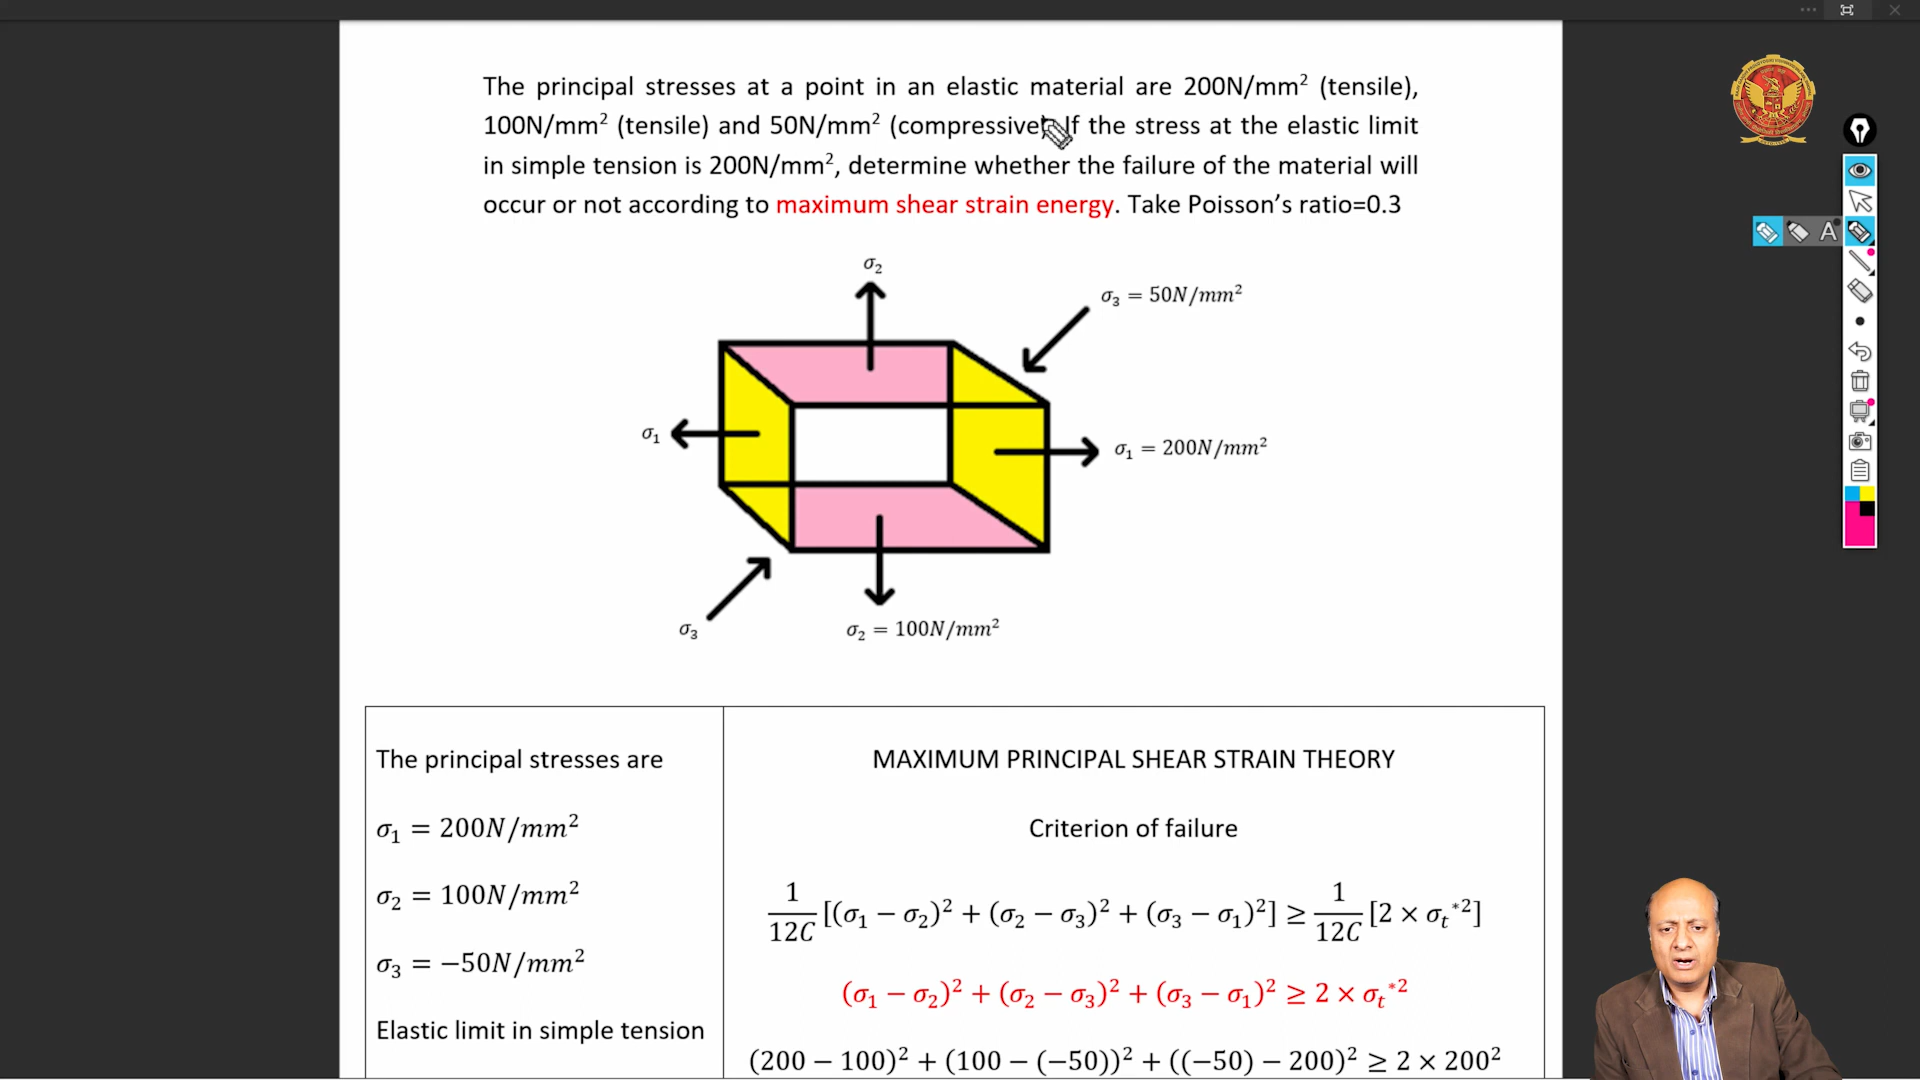 The principal stresses at a point in an elastic material are 200N/mm² (tensile),
100N/mm² (tensile) and 50N/mm² (compressive) If the stress at the elastic limit
in simple tension is 200N/mm², determine whether the failure of the material will
occur or not according to maximum shear strain energy. Take Poisson's ratio=0.3
σ₂
σ₃ = 50N/mm²
σ₁
σ₁ = 200N/mm²
σ₃
σ₂ = 100N/mm²
The principal stresses are
σ₁ = 200N/mm²
σ₂ = 100N/mm²
σ₃ = −50N/mm²
Elastic limit in simple tension
MAXIMUM PRINCIPAL SHEAR STRAIN THEORY
Criterion of failure
1/12C [(σ₁ − σ₂)² + (σ₂ − σ₃)² + (σ₃ − σ₁)²] ≥ 1/12C [2 × σₜ*²]
(σ₁ − σ₂)² + (σ₂ − σ₃)² + (σ₃ − σ₁)² ≥ 2 × σₜ*²
(200 − 100)² + (100 − (−50))² + ((−50) − 200)² ≥ 2 × 200²
A